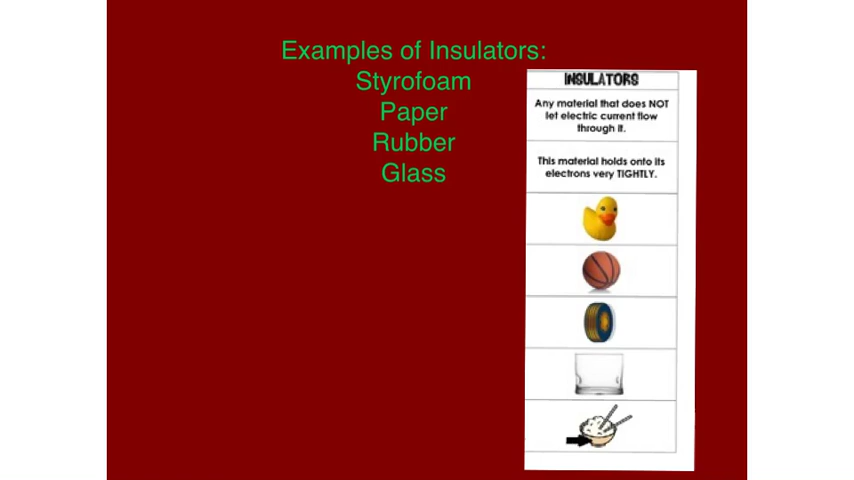 Examples of Insulators:
Styrofoam
Paper
Rubber
Glass
INSULATORS
Any material that does NOT
let electric current flow
through it.
This material holds onto its
electrons very TIGHTLY.